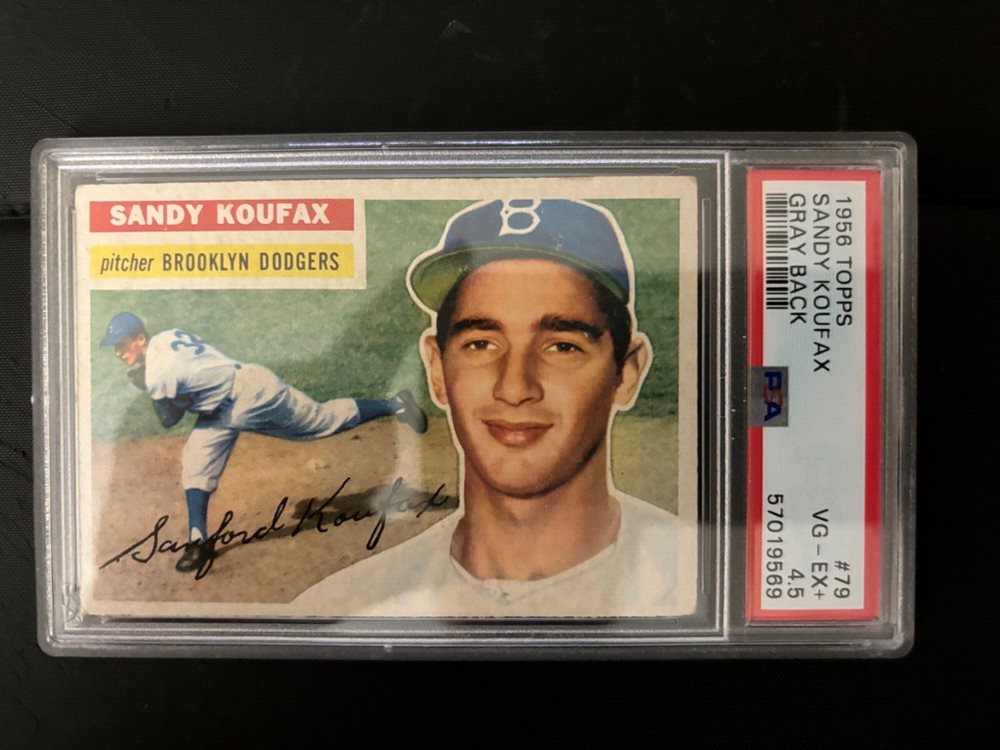 SANDY KOUFAX
pitcher BROOKLYN DODGERS
B
32
Sanford Koufax
1956 TOPPS #79
SANDY KOUFAX VG-EX+
GRAY BACK 4.5
PSA 57019569